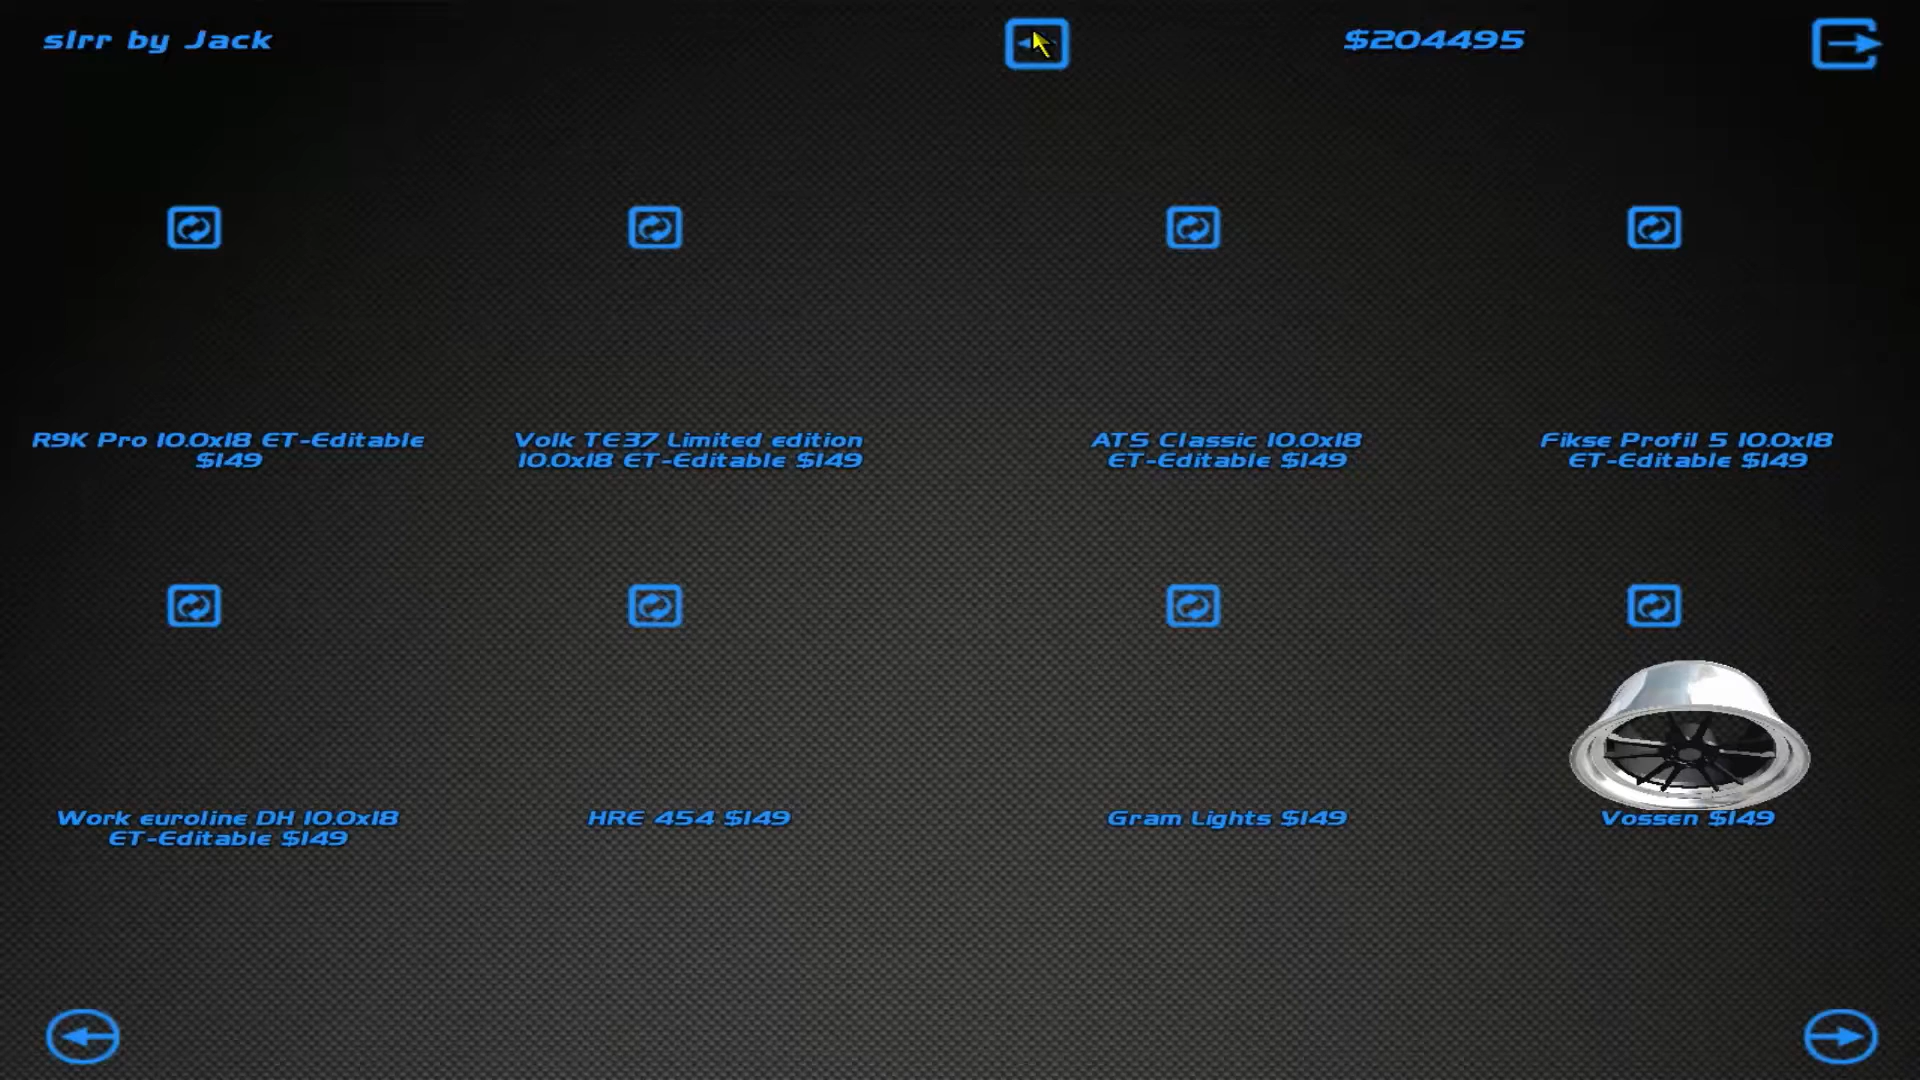 slrr by Jack
$204495
R9K Pro 10.0x18 ET-Editable
$149
Volk TE37 Limited edition
10.0x18 ET-Editable $149
ATS Classic 10.0x18
ET-Editable $149
Fikse Profil 5 10.0x18
ET-Editable $149
Work euroline DH 10.0x18
ET-Editable $149
HRE 454 $149
Gram Lights $149
Vossen $149